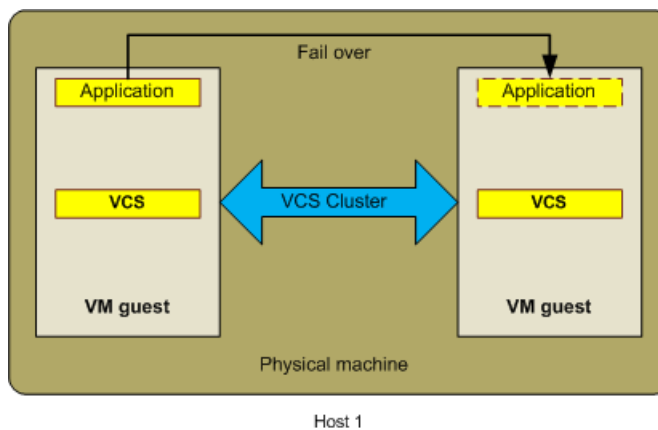 Fail over
Application
Application
VCS
VCS Cluster
VCS
VM guest
VM guest
Physical machine
Host 1